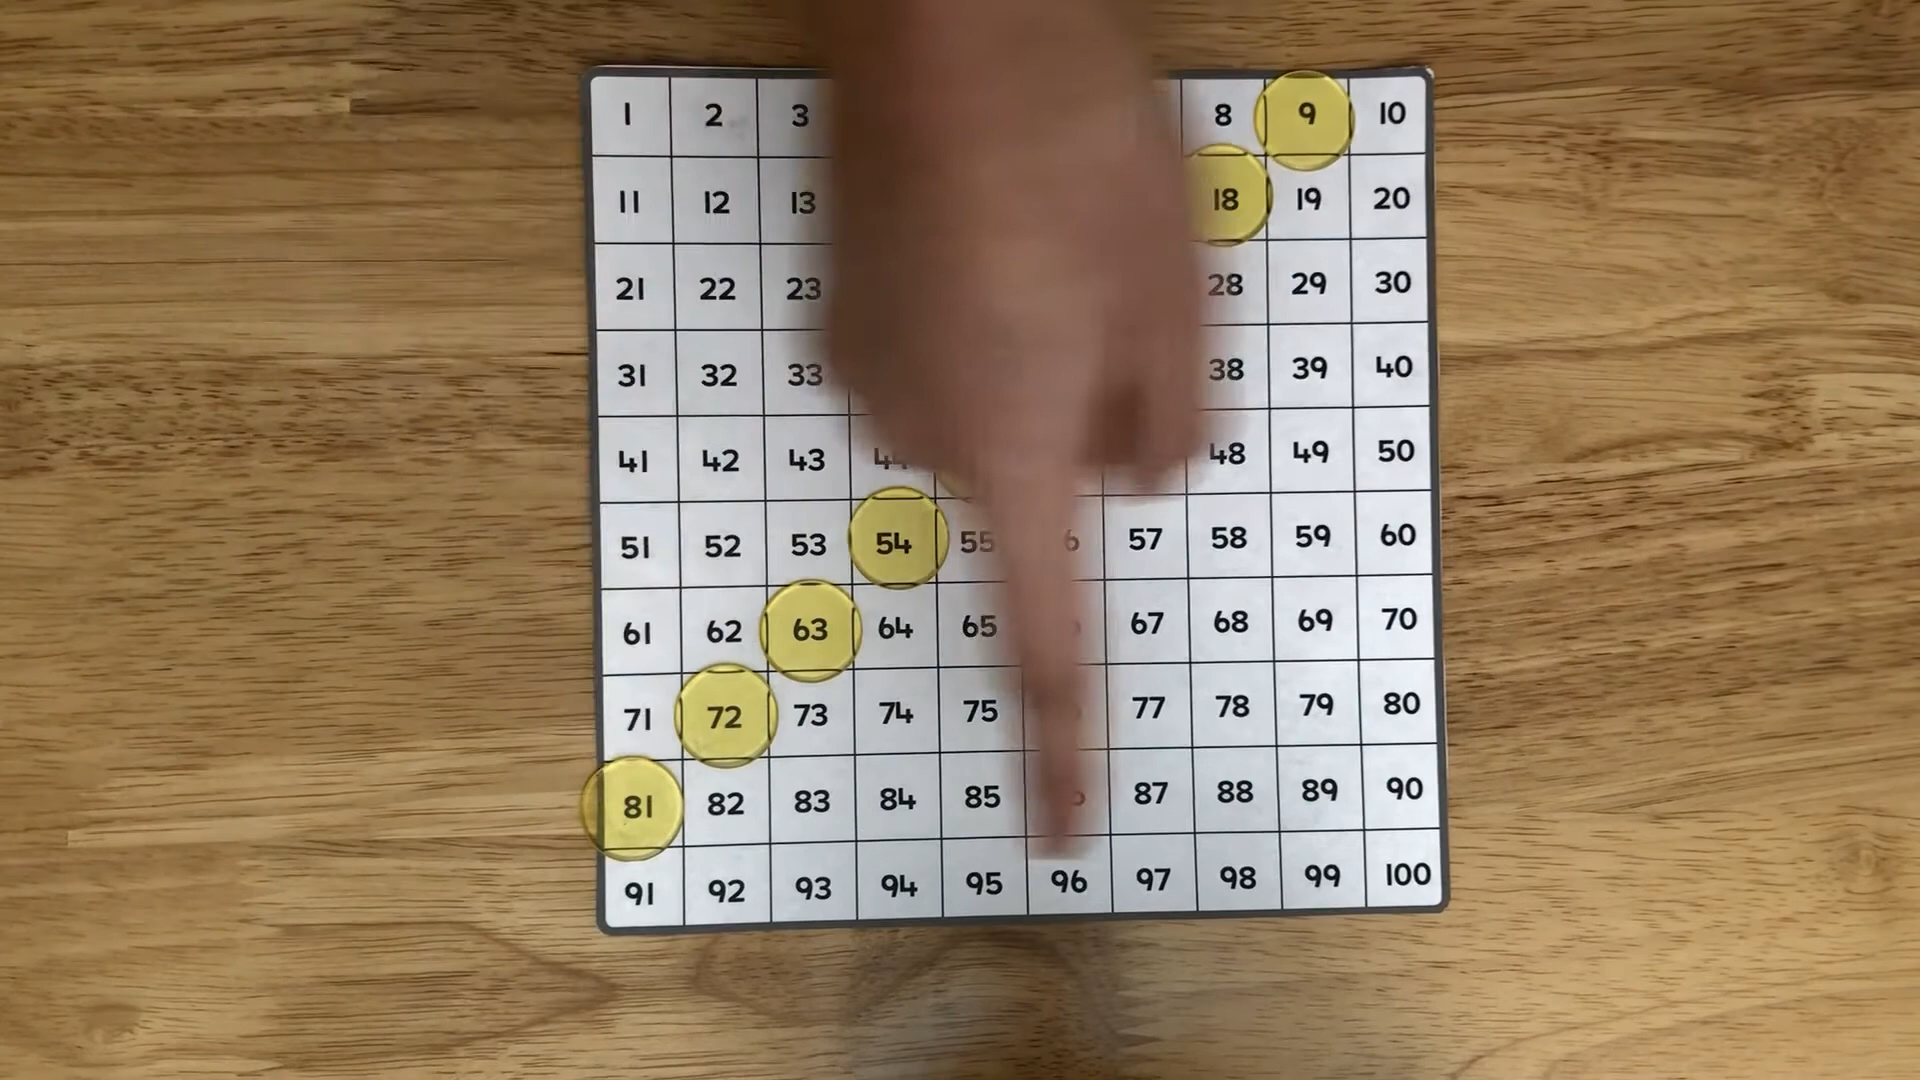 1 2 3 8 9 10
11 12 13 18 19 20
21 22 23 28 29 30
31 32 33 38 39 40
41 42 43 44 48 49 50
51 52 53 54 55 57 58 59 60
61 62 63 64 65 67 68 69 70
71 72 73 74 75 77 78 79 80
81 82 83 84 85 87 88 89 90
91 92 93 94 95 96 97 98 99 100